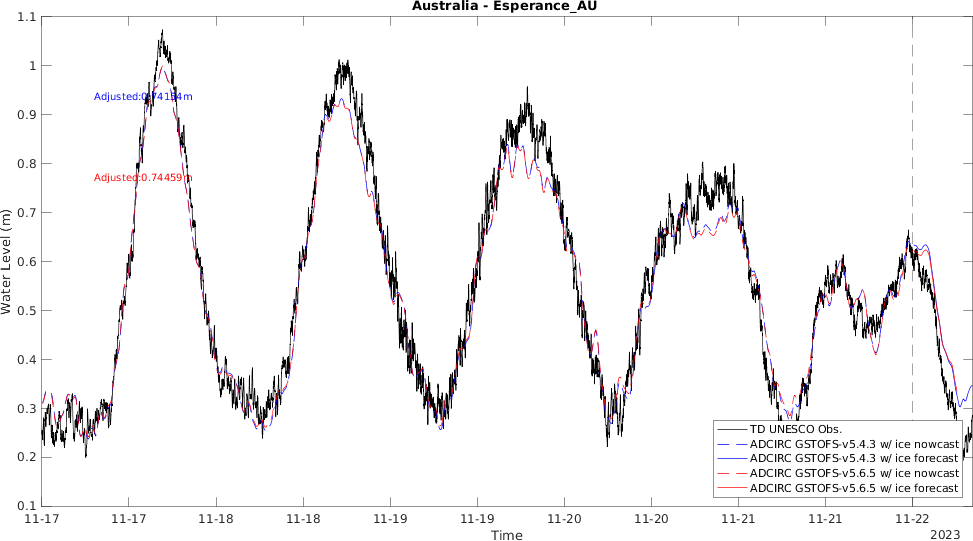 Australia - Esperance_AU
1.1
1
0.9
0.8
0.7
0.6
0.5
0.4
0.3
0.2
0.1
Water Level (m)
Adjusted:0.74154m
Adjusted:0.74459m
TD UNESCO Obs.
ADCIRC GSTOFS-v5.4.3 w/ ice nowcast
ADCIRC GSTOFS-v5.4.3 w/ ice forecast
ADCIRC GSTOFS-v5.6.5 w/ ice nowcast
ADCIRC GSTOFS-v5.6.5 w/ ice forecast
11-17 11-17 11-18 11-18 11-19 11-19 11-20 11-20 11-21 11-21 11-22
Time
2023